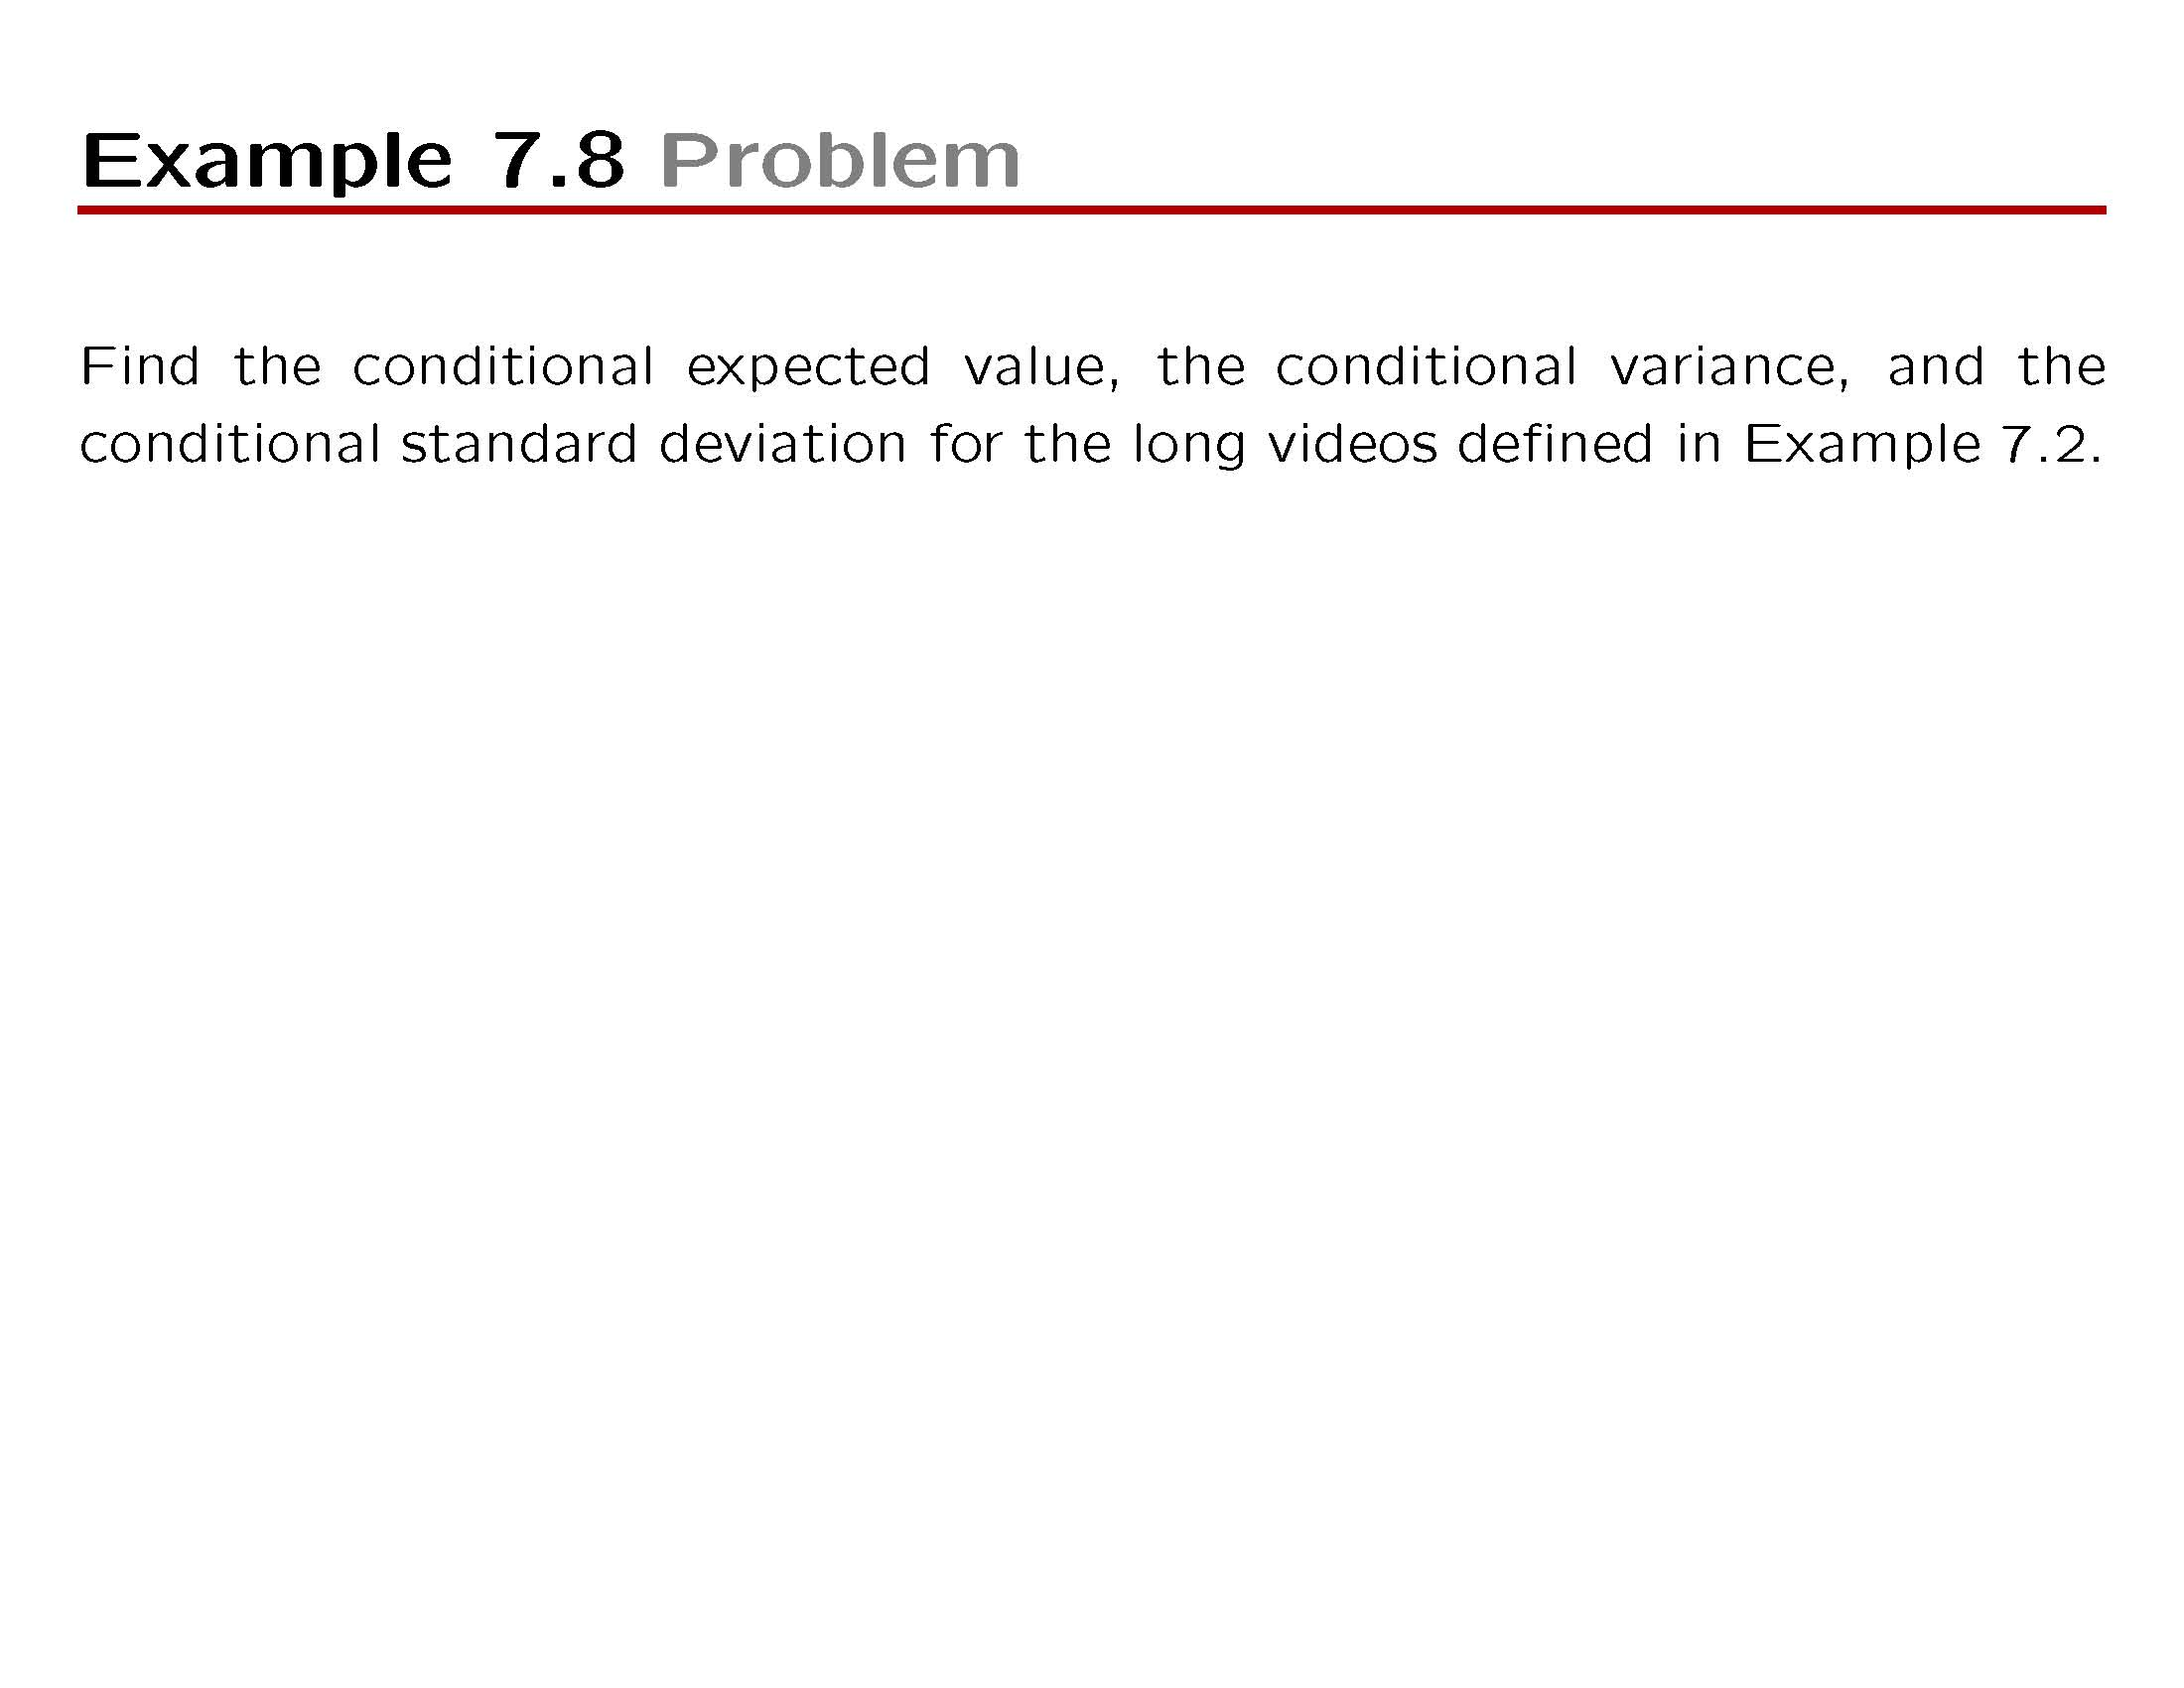 Example 7.8 Problem
Find the conditional expected value, the conditional variance, and the
conditional standard deviation for the long videos defined in Example 7.2.